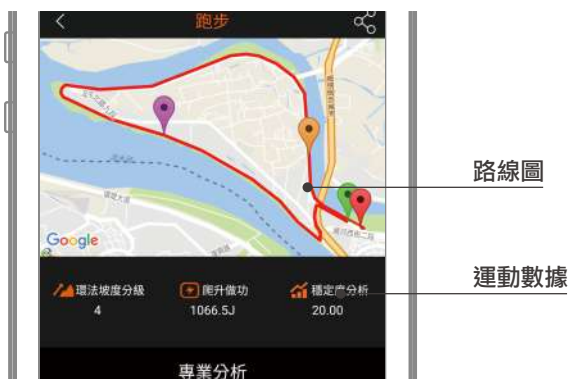 跑步
路線圖
Google
環法坡度分級
爬升做功
穩定度分析
運動數據
4
1066.5J
20.00
專業分析